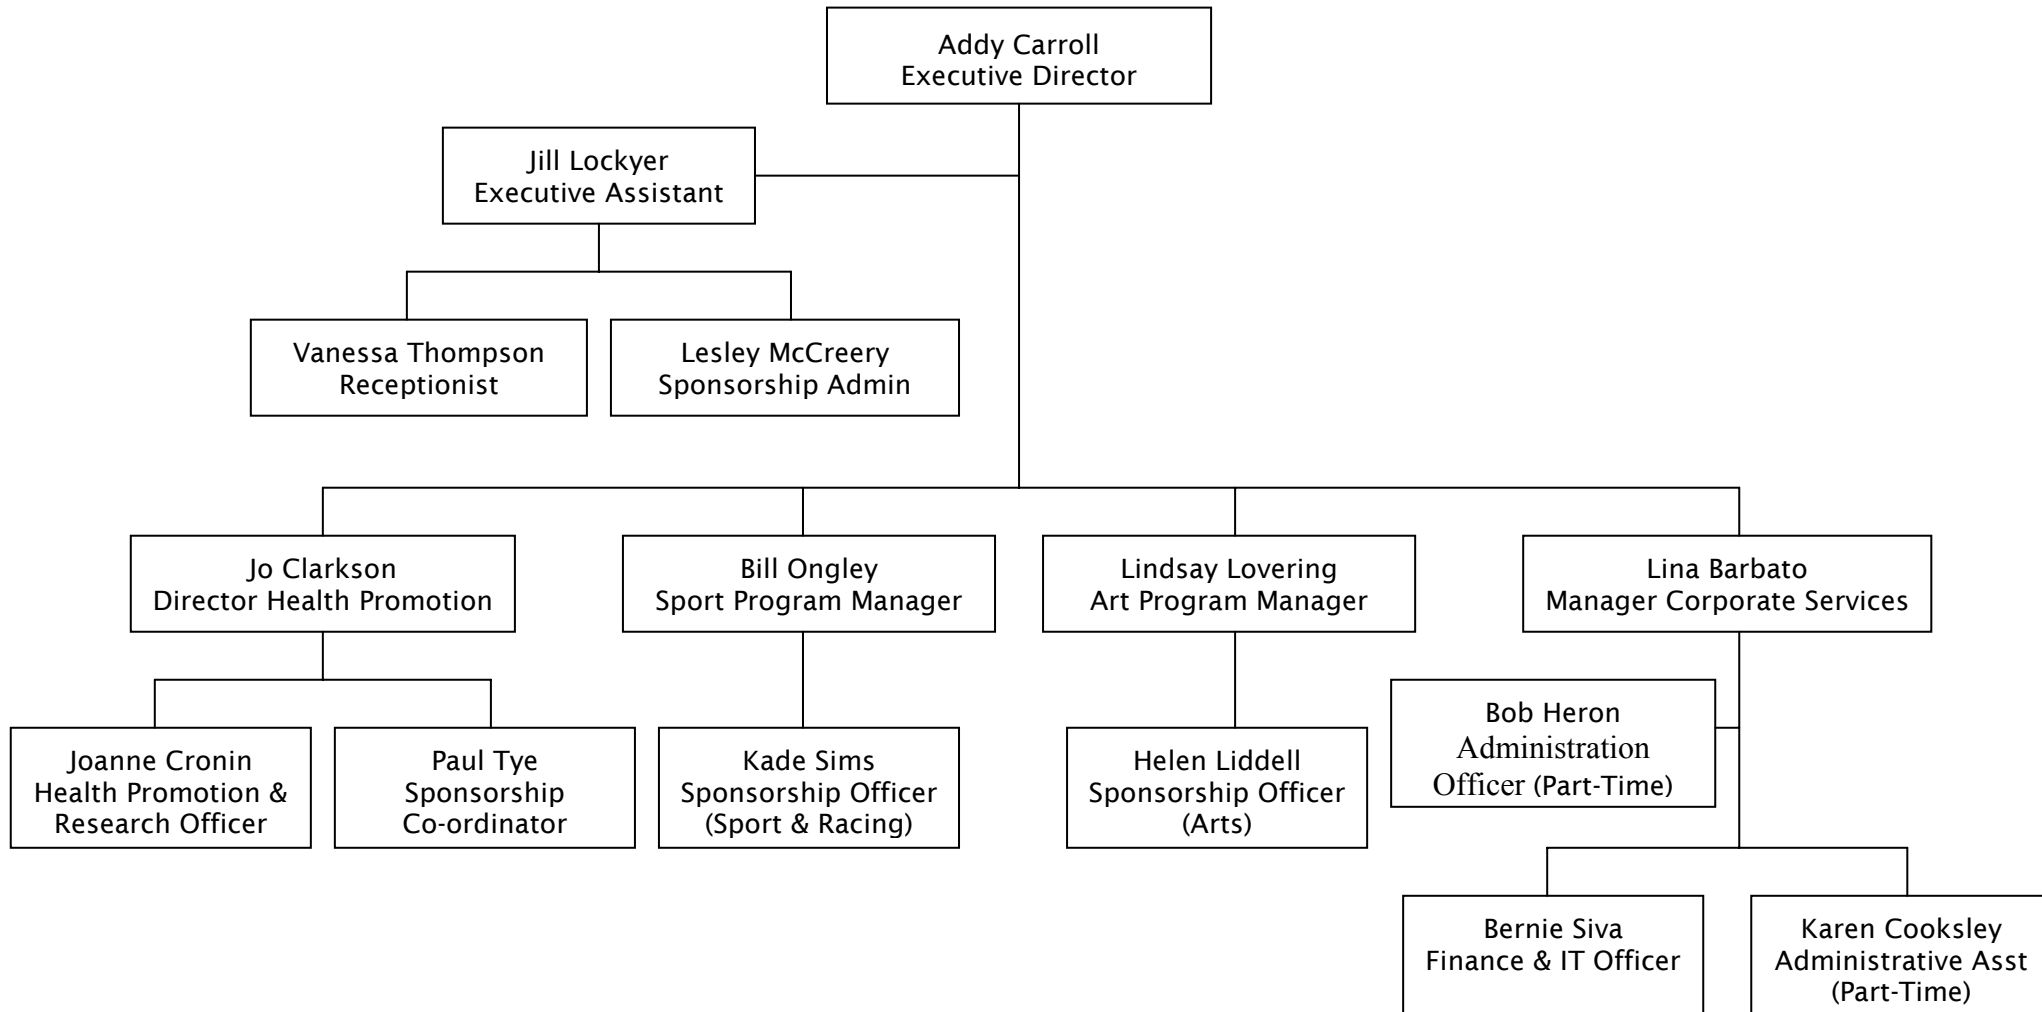 Addy Carroll
Executive Director
Jill Lockyer
Executive Assistant
Vanessa Thompson
Receptionist
Lesley McCreery
Sponsorship Admin
Jo Clarkson
Director Health Promotion
Bill Ongley
Sport Program Manager
Lindsay Lovering
Art Program Manager
Lina Barbato
Manager Corporate Services
Joanne Cronin
Health Promotion &
Research Officer
Paul Tye
Sponsorship
Co-ordinator
Kade Sims
Sponsorship Officer
(Sport & Racing)
Helen Liddell
Sponsorship Officer
(Arts)
Bob Heron
Administration
Officer (Part-Time)
Bernie Siva
Finance & IT Officer
Karen Cooksley
Administrative Asst
(Part-Time)